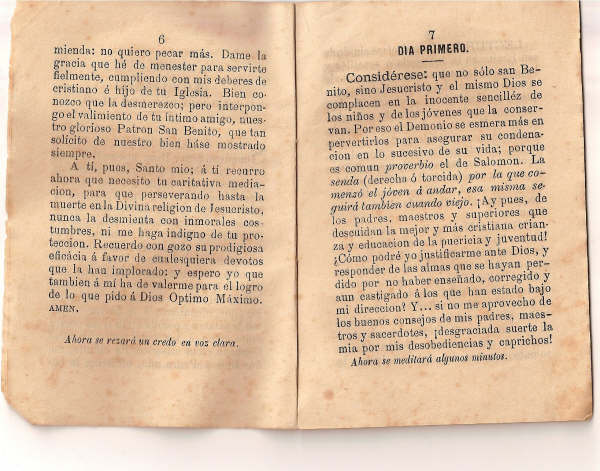 6
mienda: no quiero pecar más. Dame la
gracia que hé de menester para servirte
fielmente, cumpliendo con mis deberes de
cristiano é hijo de tu Iglesia. Bien co-
nozco que la desmerezco; pero interpon-
go el valimiento de tu íntimo amigo, nues-
tro glorioso Patron San Benito, que tan
solícito de nuestro bien háse mostrado
siempre.
A tí, pues, Santo mio; á tí recurro
ahora que necesito tu caritativa media-
cion, para que perseverando hasta la
muerte en la Divina religion de Jesucristo,
nunca la desmienta con inmorales cos-
tumbres, ni me haga indigno de tu pro-
teccion. Recuerdo con gozo su prodigiosa
eficácia á favor de cualesquiera devotos
que la han implorado: y espero yo que
tambien á mí ha de valerme para el logro
de lo que pido á Dios Optimo Máximo.
AMEN.
Ahora se rezará un credo en voz clara.
7
DIA PRIMERO.
Considérese: que no sólo san Be-
nito, sino Jesucristo y el mismo Dios se
complacen en la inocente sencilléz de
los niños y de los jóvenes que la conser-
van. Por eso el Demonio se esmera más en
pervertirlos para asegurar su condena-
cion en lo sucesivo de su vida; porque
es comun proverbio el de Salomon. La
senda (derecha ó torcida) por la que co-
menzó el jóven á andar, esa misma se-
guirá tambien cuando viejo. ¡Ay pues, de
los padres, maestros y superiores que
descuidan la mejor y más cristiana crian-
za y educacion de la puericia y juventud!
¿Cómo podré yo justificarme ante Dios, y
responder de las almas que se hayan per-
dido por no haber enseñado, corregido y
aun castigado á los que han estado bajo
mi direccion? Y... si no me aprovecho de
los buenos consejos de mis padres, maes-
tros y sacerdotes, ¡desgraciada suerte la
mia por mis desobediencias y caprichos!
Ahora se meditará algunos minutos.